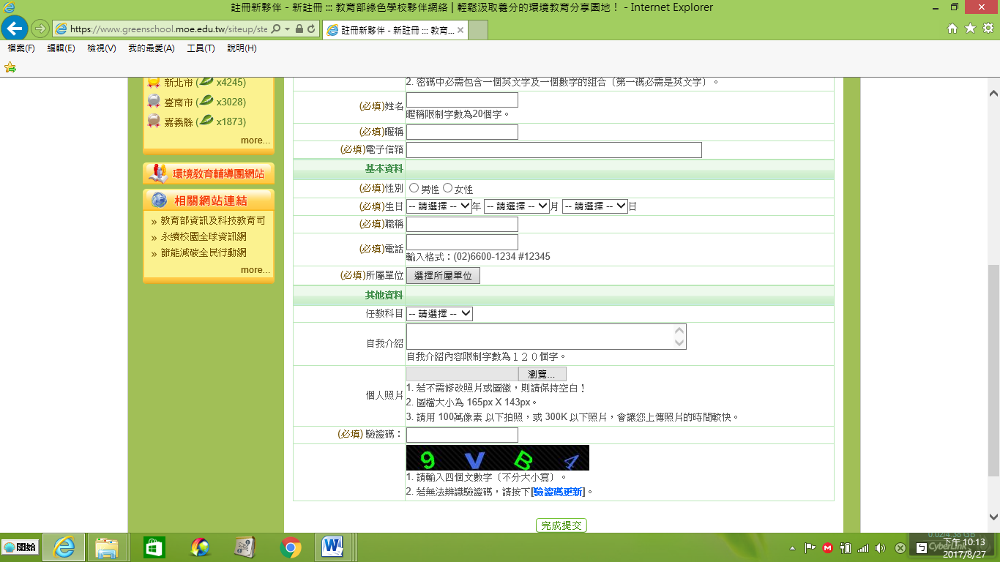 註冊新夥伴 - 新註冊 ::: 教育部綠色學校夥伴網絡 | 輕鬆汲取養分的環境教育分享園地！ - Internet Explorer
https://www.greenschool.moe.edu.tw/siteup/ste
註冊新夥伴 - 新註冊 ::: 教育...
檔案(F) 編輯(E) 檢視(V) 我的最愛(A) 工具(T) 說明(H)
新北市 ( x4245)
臺南市 ( x3028)
嘉義縣 ( x1873)
more...
環境教育輔導團網站
相關網站連結
» 教育部資訊及科技教育司
» 永續校園全球資訊網
» 節能減碳全民行動網
more...
2. 密碼中必需包含一個英文字及一個數字的組合〔第一碼必需是英文字〕。
(必填)姓名
暱稱限制字數為20個字。
(必填)暱稱
(必填)電子信箱
基本資料
(必填)性別 男性 女性
(必填)生日 -- 請選擇 -- 年 -- 請選擇 -- 月 -- 請選擇 -- 日
(必填)職稱
(必填)電話
輸入格式：(02)6600-1234 #12345
(必填)所屬單位 選擇所屬單位
其他資料
任教科目 -- 請選擇 --
自我介紹
自我介紹內容限制字數為１２０個字。
個人照片 瀏覽...
1. 若不需修改照片或圖徽，則請保持空白！
2. 圖檔大小為 165px X 143px。
3. 請用 100萬像素 以下拍照，或 300K 以下照片，會讓您上傳照片的時間較快。
(必填) 驗證碼：
9 V B 4
1. 請輸入四個文數字〔不分大小寫〕。
2. 若無法辨識驗證碼，請按下[驗證碼更新]。
完成提交
開始
0.02/4.38 GB
CyberLink
下午 10:13
2017/8/27